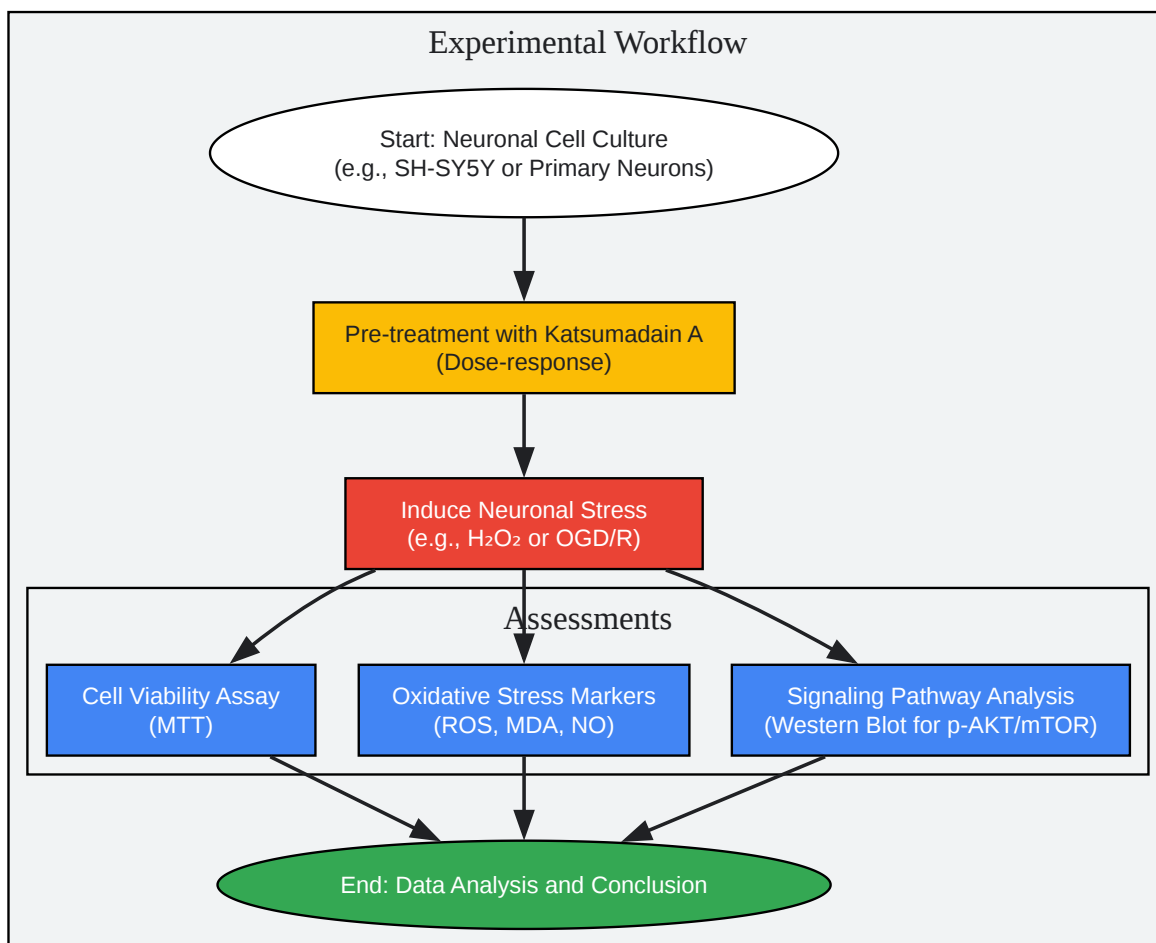 Experimental Workflow
Start: Neuronal Cell Culture
(e.g., SH-SY5Y or Primary Neurons)
Pre-treatment with Katsumadain A
(Dose-response)
Induce Neuronal Stress
(e.g., H₂O₂ or OGD/R)
Assessments
Cell Viability Assay
(MTT)
Oxidative Stress Markers
(ROS, MDA, NO)
Signaling Pathway Analysis
(Western Blot for p-AKT/mTOR)
End: Data Analysis and Conclusion